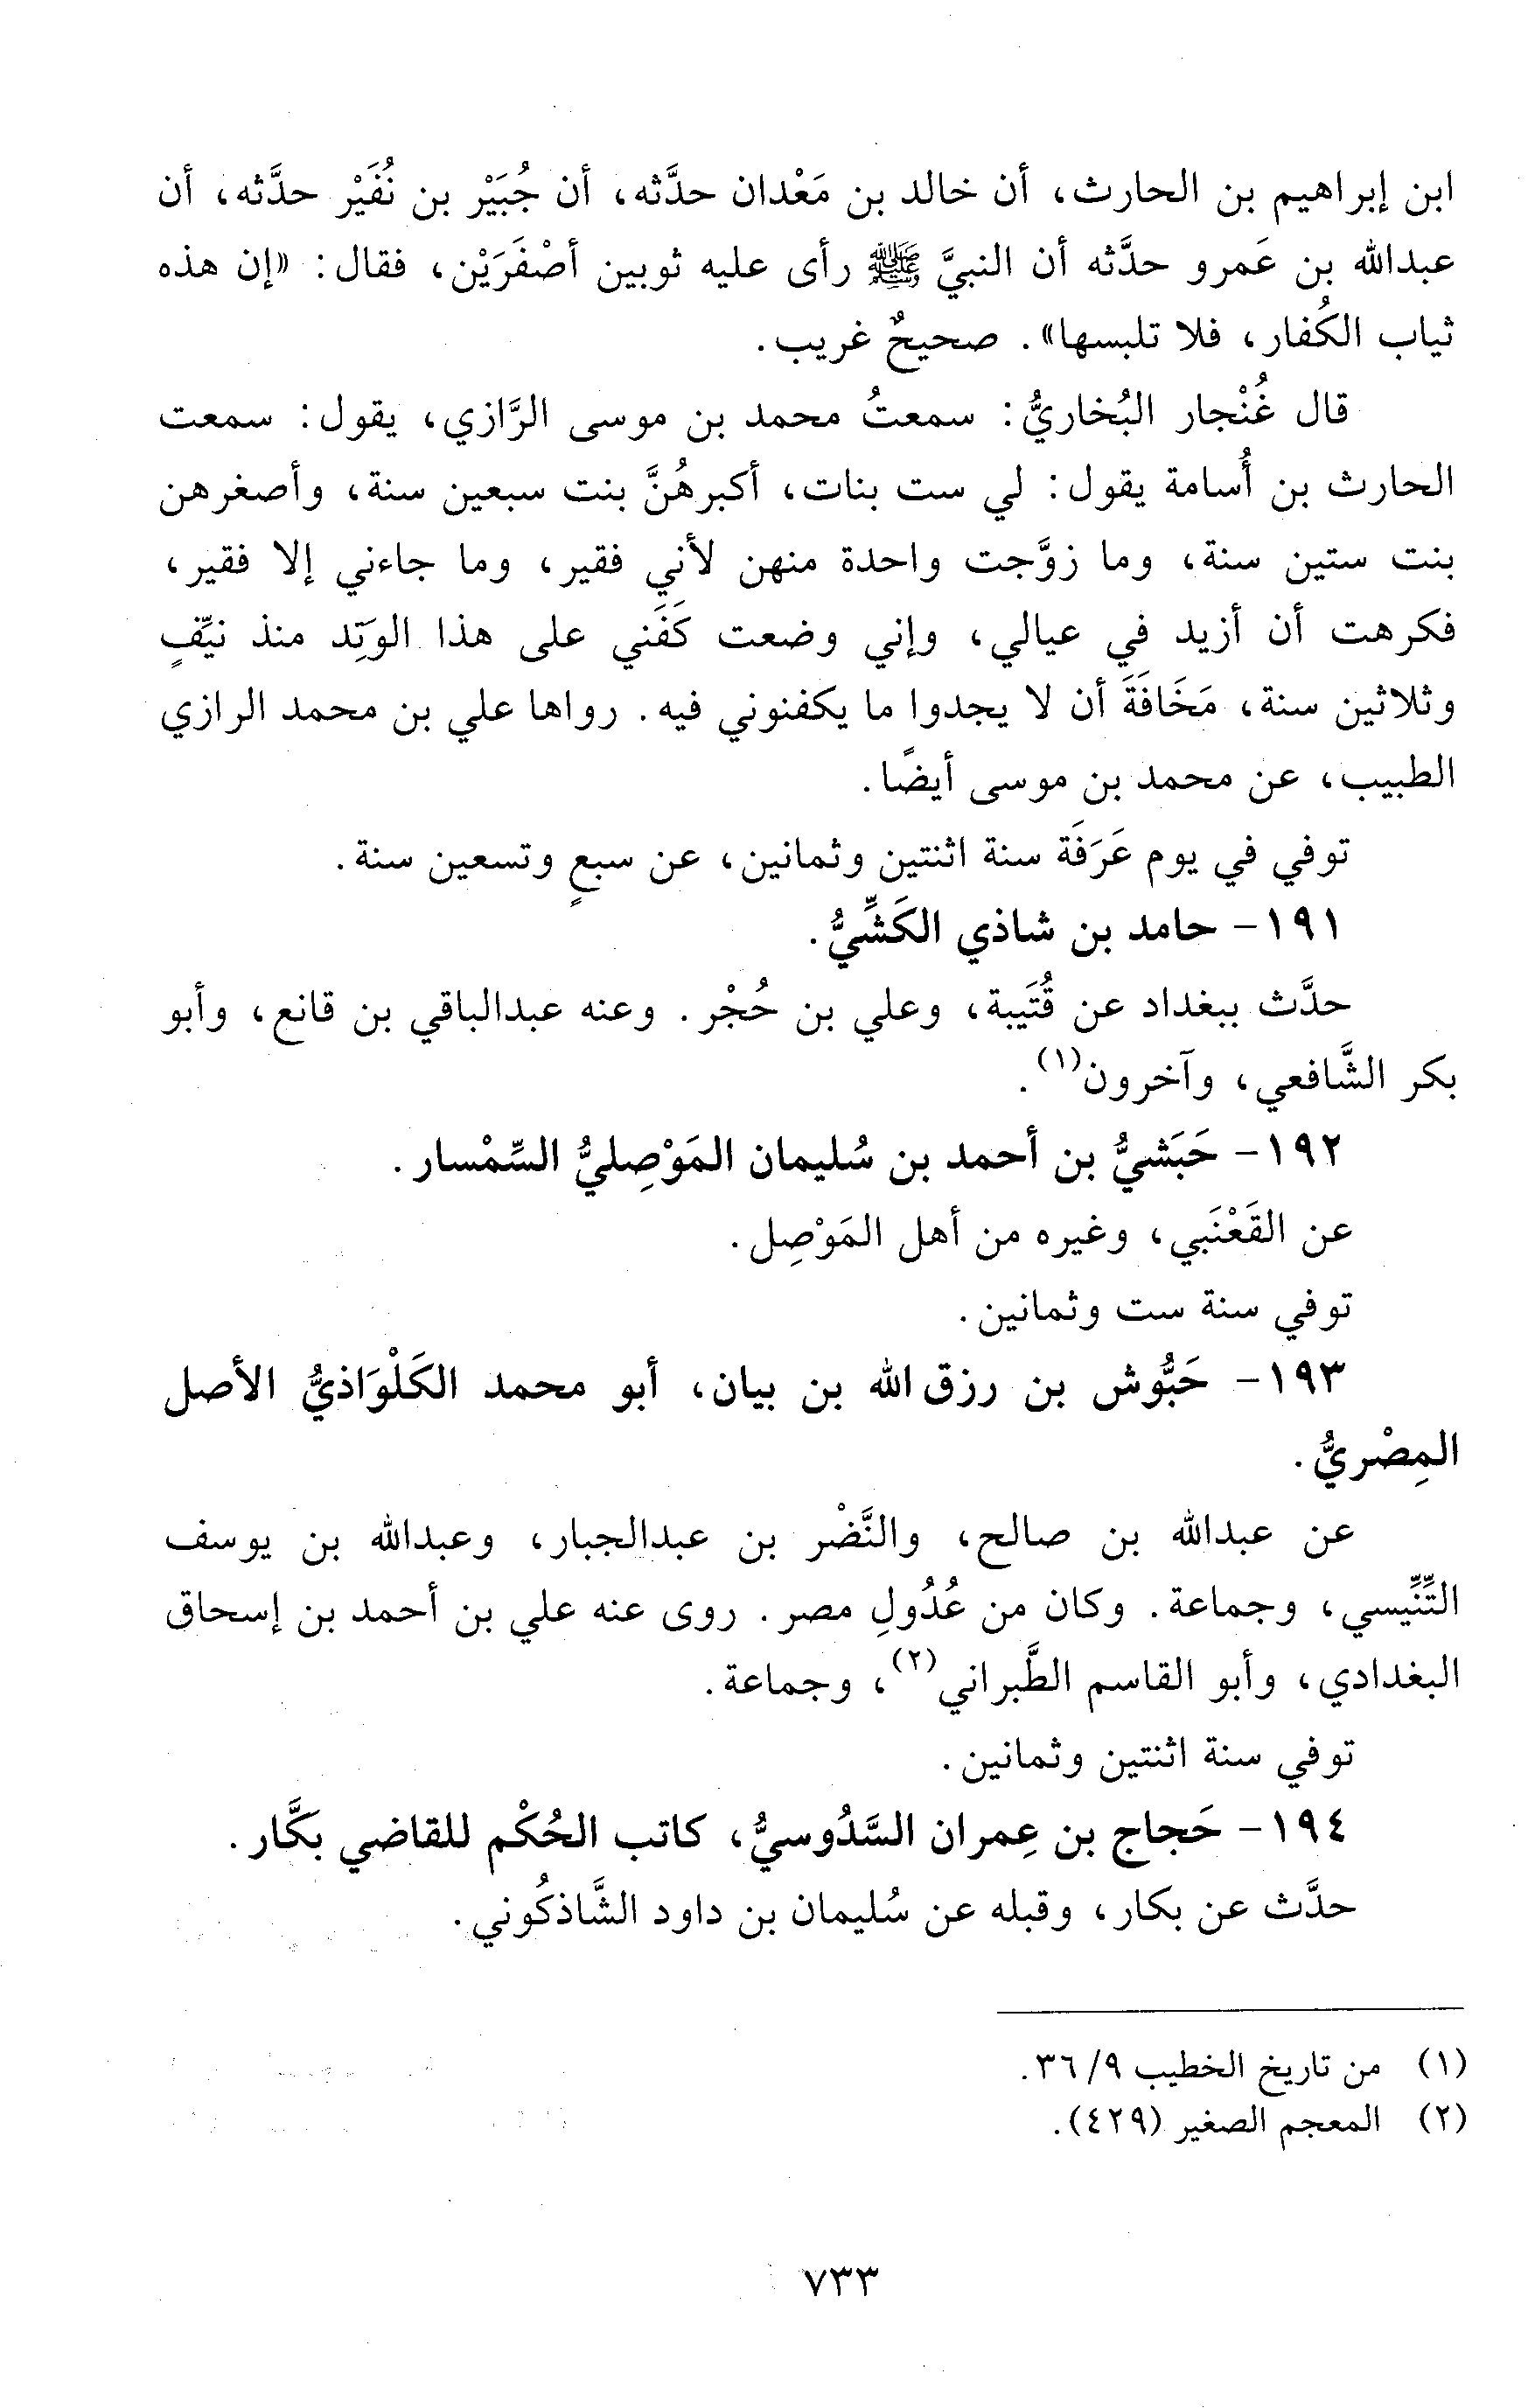 ابن إبراهيم بن الحارث، أن خالد بن مَعْدان حدَّثه، أن جُبَيْر بن نُفَيْر حدَّثه، أن
عبدالله بن عَمرو حدَّثه أن النبيَّ ﷺ رأى عليه ثوبين أصْفَرَيْن، فقال: «إن هذه
ثياب الكُفار، فلا تلبسها». صحيحٌ غريب.
قال غُنْجار البُخاريُّ: سمعتُ محمد بن موسى الرَّازي، يقول: سمعت
الحارث بن أُسامة يقول: لي ست بنات، أكبرهُنَّ بنت سبعين سنة، وأصغرهن
بنت ستين سنة، وما زوَّجت واحدة منهن لأني فقير، وما جاءني إلا فقير،
فكرهت أن أزيد في عيالي، وإني وضعت كَفَني على هذا الوَتِد منذ نيِّفٍ
وثلاثين سنة، مَخَافَةَ أن لا يجدوا ما يكفنوني فيه. رواها علي بن محمد الرازي
الطبيب، عن محمد بن موسى أيضًا.
توفي في يوم عَرَفَة سنة اثنتين وثمانين، عن سبعٍ وتسعين سنة.
١٩١- حامد بن شاذي الكَشِّيُّ.
حدَّث ببغداد عن قُتَيبة، وعلي بن حُجْر. وعنه عبدالباقي بن قانع، وأبو
بكر الشَّافعي، وآخرون(١).
١٩٢- حَبَشيُّ بن أحمد بن سُليمان المَوْصِليُّ السِّمْسار.
عن القَعْنَبي، وغيره من أهل المَوْصِل.
توفي سنة ست وثمانين.
١٩٣- حَبُّوش بن رزق الله بن بيان، أبو محمد الكَلْوَاذيُّ الأصل
المِصْريُّ.
عن عبدالله بن صالح، والنَّضْر بن عبدالجبار، وعبدالله بن يوسف
التِّنِّيسي، وجماعة. وكان من عُدُولِ مصر. روى عنه علي بن أحمد بن إسحاق
البغدادي، وأبو القاسم الطَّبراني(٢)، وجماعة.
توفي سنة اثنتين وثمانين.
١٩٤- حَجاج بن عِمران السَّدُوسيُّ، كاتب الحُكْم للقاضي بكَّار.
حدَّث عن بكار، وقبله عن سُليمان بن داود الشَّاذكُوني.
(١) من تاريخ الخطيب ٩/ ٣٦.
(٢) المعجم الصغير (٤٢٩).
٧٣٣